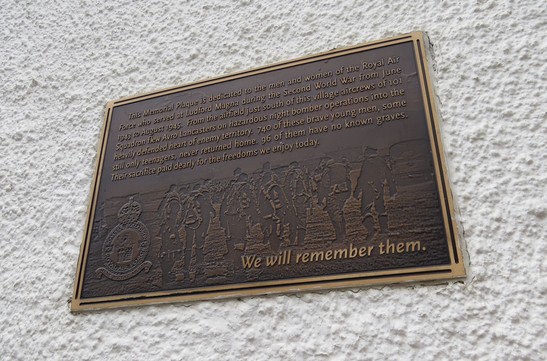 This Memorial Plaque is dedicated to the men and women of the Royal Air
Force who served at Ludford Magna during the Second World War from June
1943 to August 1945. From the airfield just south of this village aircrews of 101
Squadron flew Avro Lancasters on hazardous night bomber operations into the
heavily defended heart of enemy territory. 740 of these brave young men, some
still only teenagers, never returned home. 96 of them have no known graves.
Their sacrifice paid dearly for the freedoms we enjoy today.
We will remember them.